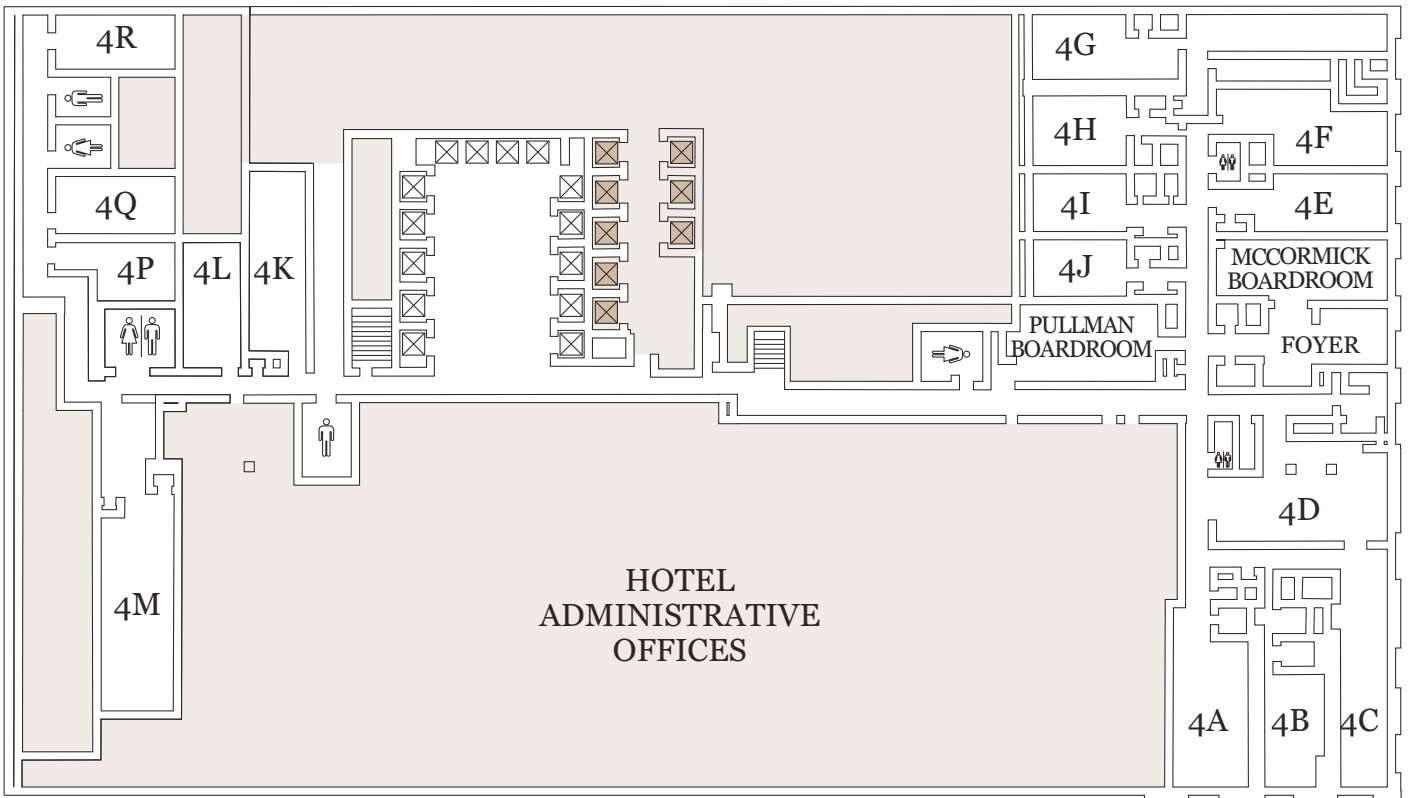 4R
4G
4H
4F
4Q
4I
4E
4P
4L
4K
4J
MCCORMICK
BOARDROOM
PULLMAN
BOARDROOM
FOYER
4D
HOTEL
ADMINISTRATIVE
OFFICES
4M
4A
4B
4C